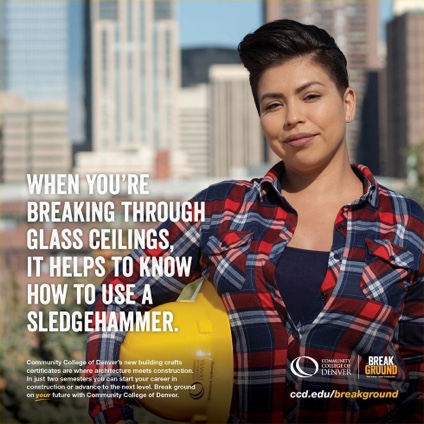 WHEN YOU'RE
BREAKING THROUGH
GLASS CEILINGS,
IT HELPS TO KNOW
HOW TO USE A
SLEDGEHAMMER.
Community College of Denver's new building crafts
certificates are where architecture meets construction.
In just two semesters you can start your career in
construction or advance to the next level. Break ground
on your future with Community College of Denver.
COMMUNITY
COLLEGE OF
DENVER
BREAK
GROUND
ccd.edu/breakground